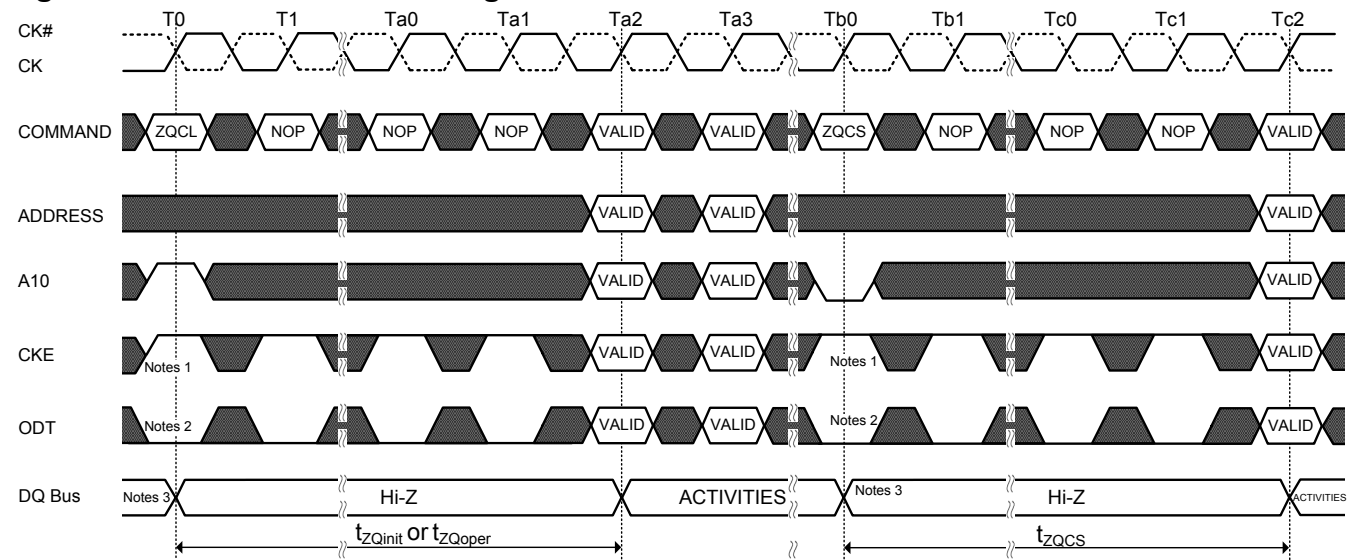 T0 T1 Ta0 Ta1 Ta2 Ta3 Tb0 Tb1 Tc0 Tc1 Tc2
CK#
CK
COMMAND ZQCL NOP NOP NOP VALID VALID ZQCS NOP NOP NOP VALID
ADDRESS VALID VALID VALID
A10 VALID VALID VALID
CKE Notes 1 VALID VALID Notes 1 VALID
ODT Notes 2 VALID VALID Notes 2 VALID
DQ Bus Notes 3 Hi-Z ACTIVITIES Notes 3 Hi-Z ACTIVITIES
tZQinit or tZQoper tZQCS